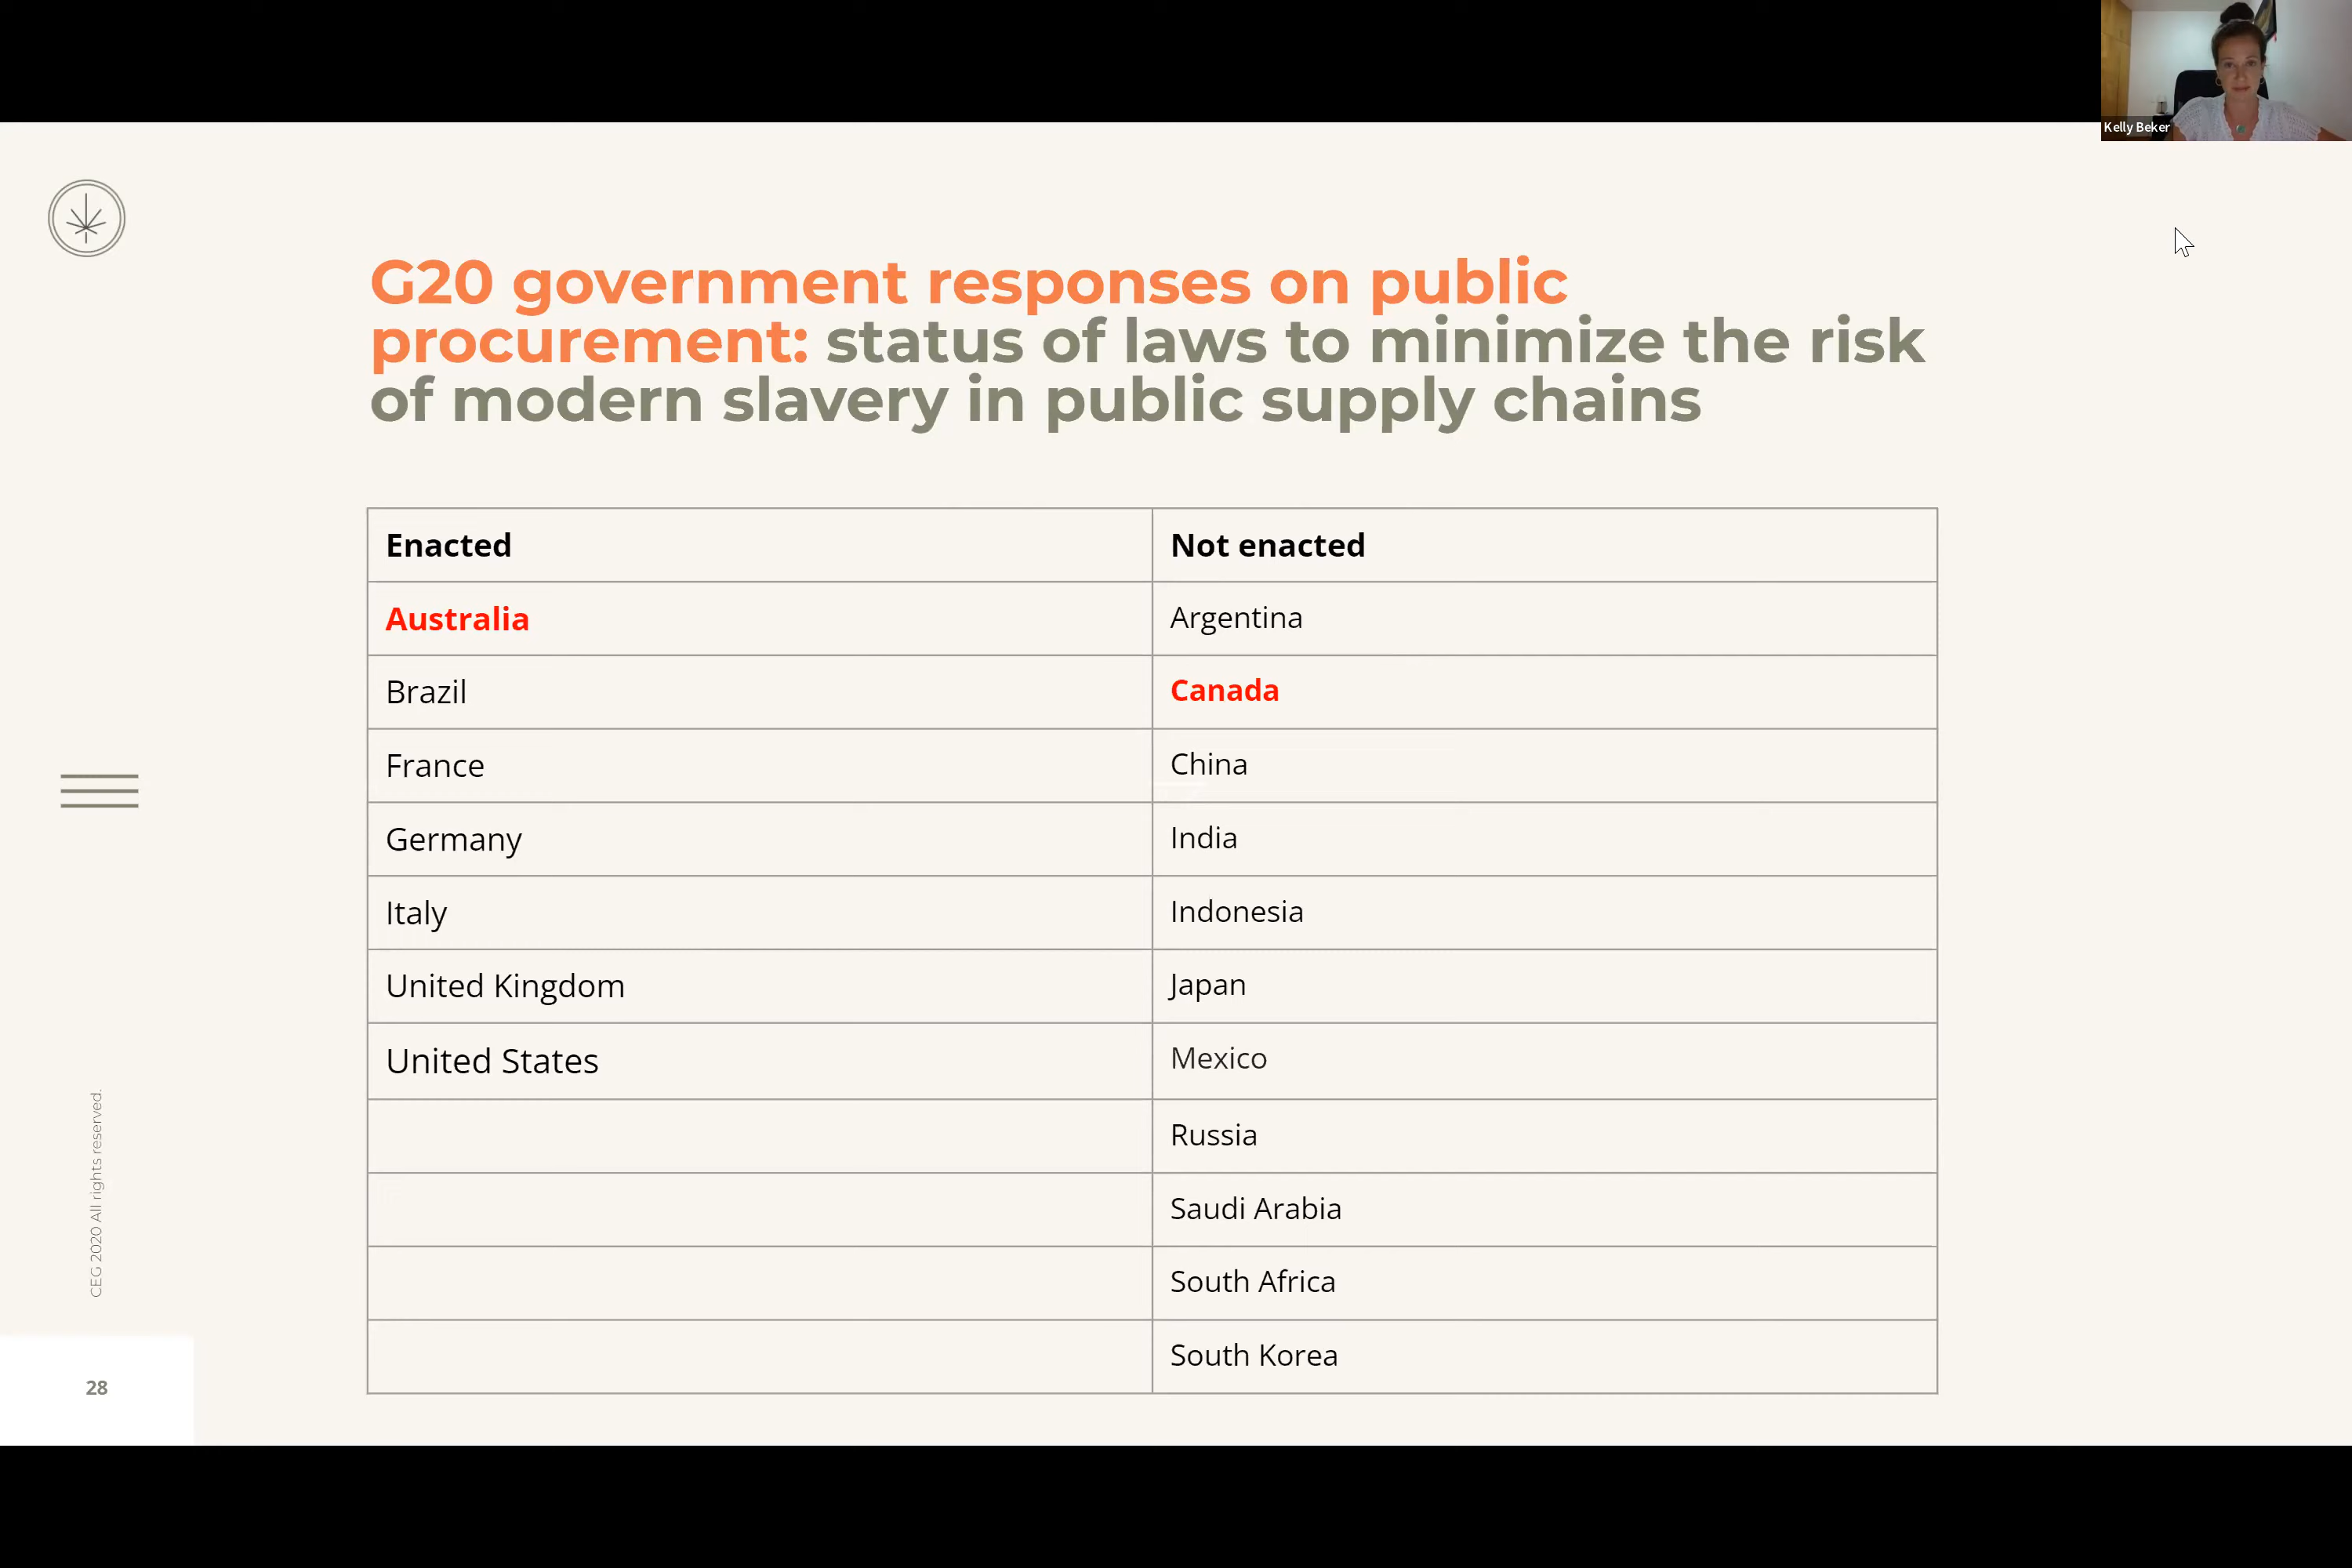 Kelly Beker
G20 government responses on public
procurement: status of laws to minimize the risk
of modern slavery in public supply chains
Enacted
Not enacted
Australia
Argentina
Brazil
Canada
France
China
Germany
India
Italy
Indonesia
United Kingdom
Japan
United States
Mexico
Russia
Saudi Arabia
South Africa
South Korea
CEG 2020 All rights reserved.
28